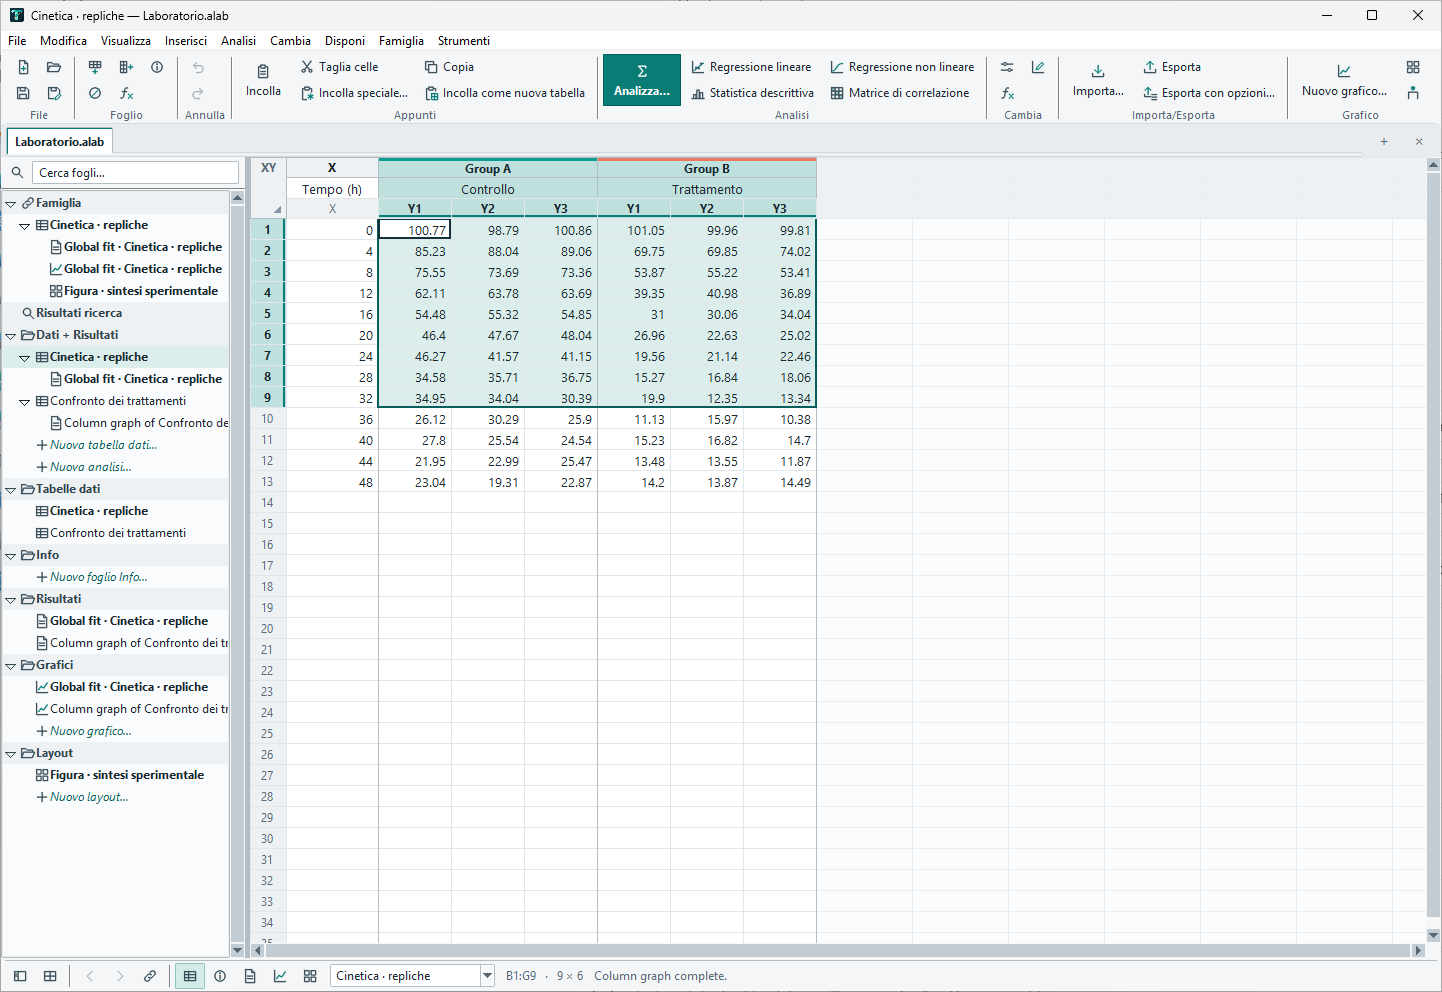 Cinetica · repliche — Laboratorio.alab
File Modifica Visualizza Inserisci Analisi Cambia Disponi Famiglia Strumenti
Taglia celle Copia Regressione lineare Regressione non lineare Esporta
Incolla Analizza... Importa... Nuovo grafico...
Incolla speciale... Incolla come nuova tabella Statistica descrittiva Matrice di correlazione Esporta con opzioni...
File Foglio Annulla Appunti Analisi Cambia Importa/Esporta Grafico
Laboratorio.alab
Cerca fogli...
Famiglia
Cinetica · repliche
Global fit · Cinetica · repliche
Global fit · Cinetica · repliche
Figura · sintesi sperimentale
Risultati ricerca
Dati + Risultati
Cinetica · repliche
Global fit · Cinetica · repliche
Confronto dei trattamenti
Column graph of Confronto de
Nuova tabella dati...
Nuova analisi...
Tabelle dati
Cinetica · repliche
Confronto dei trattamenti
Info
Nuovo foglio Info...
Risultati
Global fit · Cinetica · repliche
Column graph of Confronto dei tr
Grafici
Global fit · Cinetica · repliche
Column graph of Confronto dei tr
Nuovo grafico...
Layout
Figura · sintesi sperimentale
Nuovo layout...
XY X Group A Group B
Tempo (h) Controllo Trattamento
X Y1 Y2 Y3 Y1 Y2 Y3
1 0 100.77 98.79 100.86 101.05 99.96 99.81
2 4 85.23 88.04 89.06 69.75 69.85 74.02
3 8 75.55 73.69 73.36 53.87 55.22 53.41
4 12 62.11 63.78 63.69 39.35 40.98 36.89
5 16 54.48 55.32 54.85 31 30.06 34.04
6 20 46.4 47.67 48.04 26.96 22.63 25.02
7 24 46.27 41.57 41.15 19.56 21.14 22.46
8 28 34.58 35.71 36.75 15.27 16.84 18.06
9 32 34.95 34.04 30.39 19.9 12.35 13.34
10 36 26.12 30.29 25.9 11.13 15.97 10.38
11 40 27.8 25.54 24.54 15.23 16.82 14.7
12 44 21.95 22.99 25.47 13.48 13.55 11.87
13 48 23.04 19.31 22.87 14.2 13.87 14.49
14
15
16
17
18
19
20
21
22
23
24
25
26
27
28
29
30
31
32
33
34
35
Cinetica · repliche B1:G9 · 9 × 6 Column graph complete.